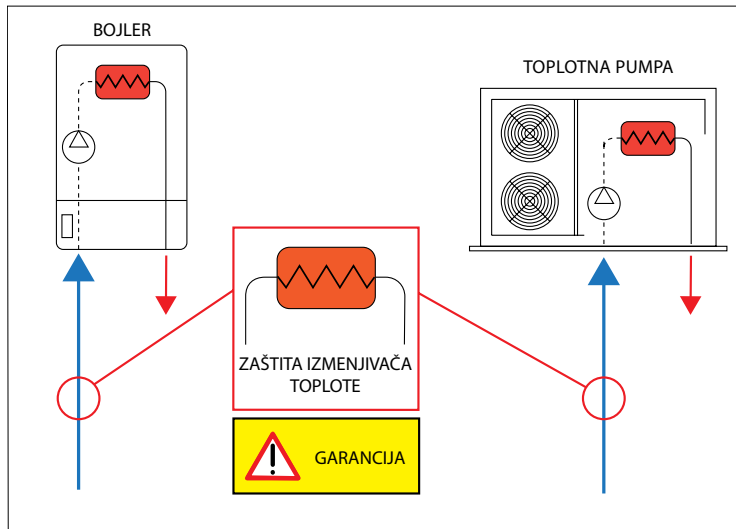 BOJLER
TOPLOTNA PUMPA
ZAŠTITA IZMENJIVAČA
TOPLOTE
GARANCIJA